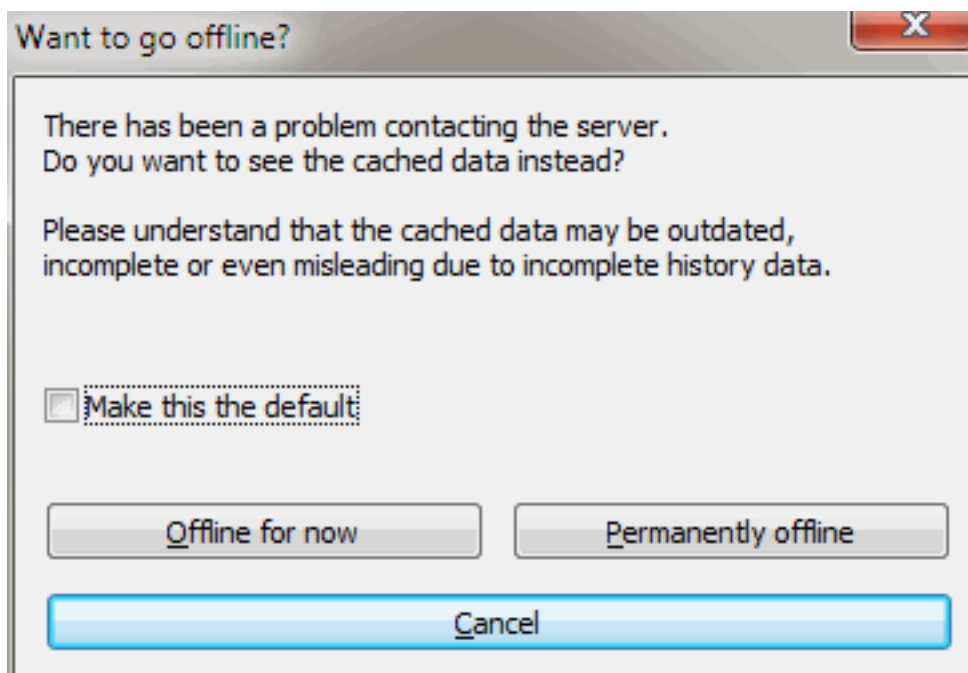 Want to go offline?
There has been a problem contacting the server.
Do you want to see the cached data instead?
Please understand that the cached data may be outdated,
incomplete or even misleading due to incomplete history data.
Make this the default
Offline for now
Permanently offline
Cancel